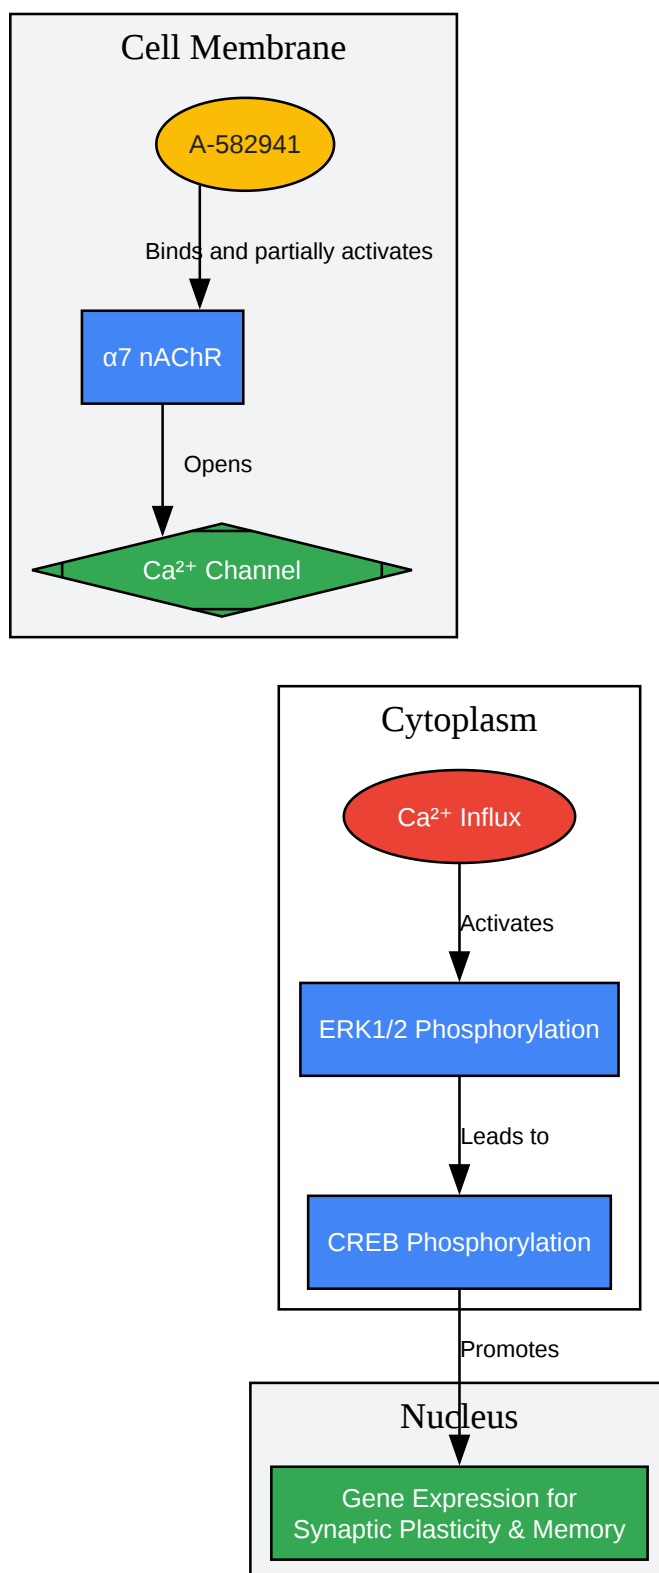 Cell Membrane
A-582941
Binds and partially activates
α7 nAChR
Opens
Ca²⁺ Channel
Cytoplasm
Ca²⁺ Influx
Activates
ERK1/2 Phosphorylation
Leads to
CREB Phosphorylation
Promotes
Nucleus
Gene Expression for
Synaptic Plasticity & Memory